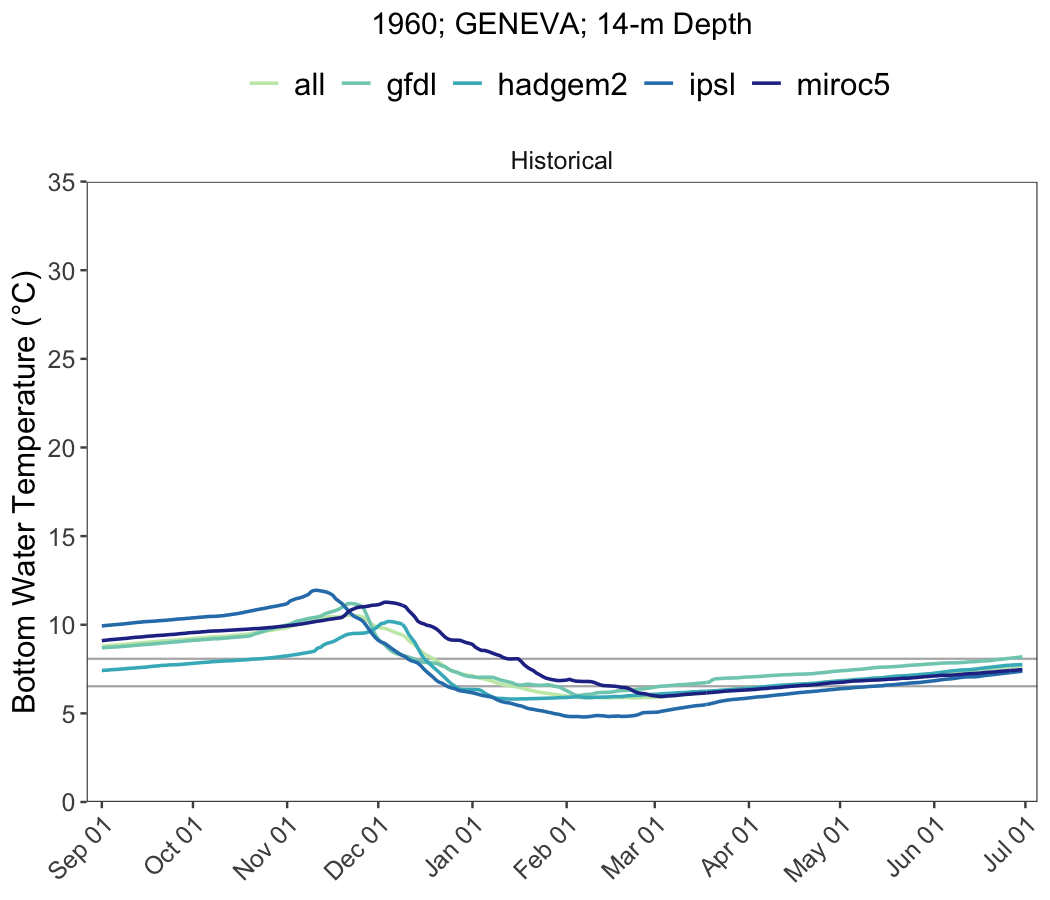 1960; GENEVA; 14-m Depth
all gfdl hadgem2 ipsl miroc5
Historical
Bottom Water Temperature (°C)
35
30
25
20
15
10
5
0
Sep 01 Oct 01 Nov 01 Dec 01 Jan 01 Feb 01 Mar 01 Apr 01 May 01 Jun 01 Jul 01